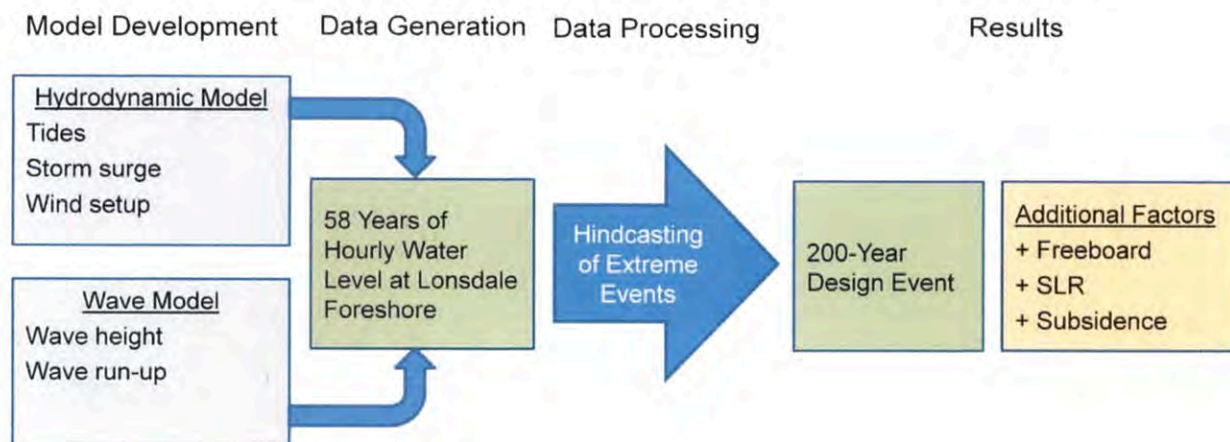 Model Development
Data Generation
Data Processing
Results
Hydrodynamic Model
Tides
Storm surge
Wind setup
Wave Model
Wave height
Wave run-up
58 Years of
Hourly Water
Level at Lonsdale
Foreshore
Hindcasting
of Extreme
Events
200-Year
Design Event
Additional Factors
+ Freeboard
+ SLR
+ Subsidence